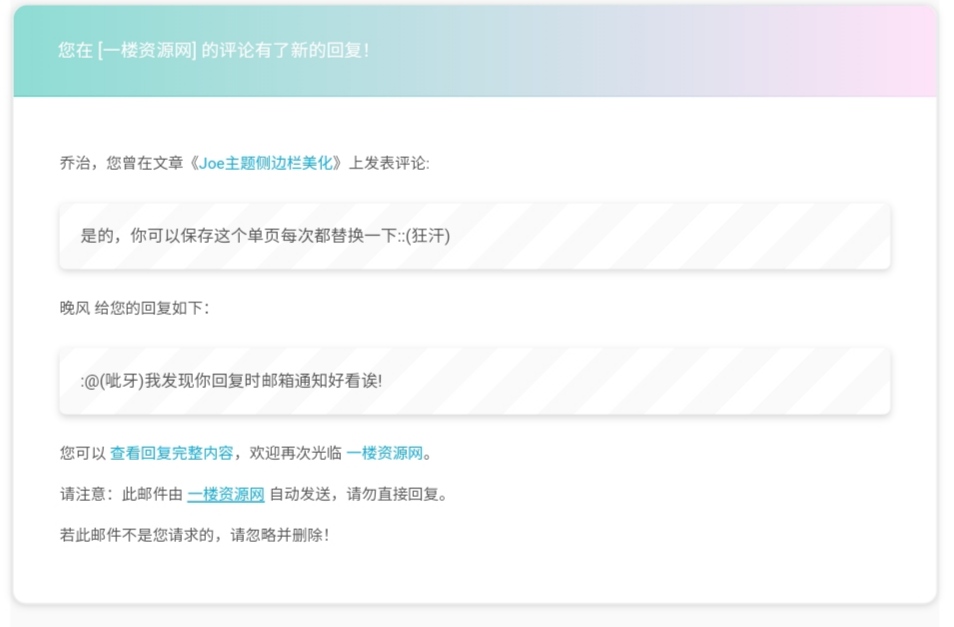 您在 [一楼资源网] 的评论有了新的回复！
乔治，您曾在文章《Joe主题侧边栏美化》上发表评论:
是的，你可以保存这个单页每次都替换一下::(狂汗)
晚风 给您的回复如下：
:@(呲牙)我发现你回复时邮箱通知好看诶!
您可以 查看回复完整内容，欢迎再次光临 一楼资源网。
请注意：此邮件由 一楼资源网 自动发送，请勿直接回复。
若此邮件不是您请求的，请忽略并删除！